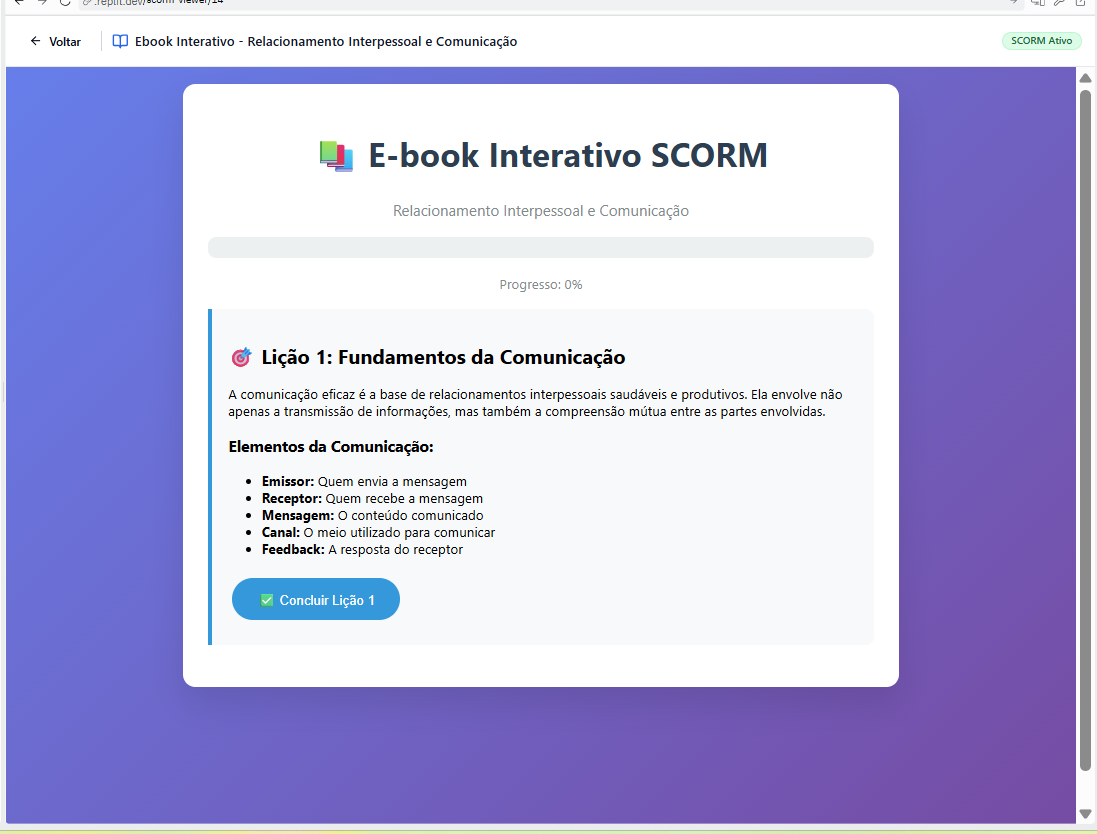 .replit.dev/scorm-viewer/14
Voltar
Ebook Interativo - Relacionamento Interpessoal e Comunicação
SCORM Ativo
E-book Interativo SCORM
Relacionamento Interpessoal e Comunicação
Progresso: 0%
Lição 1: Fundamentos da Comunicação
A comunicação eficaz é a base de relacionamentos interpessoais saudáveis e produtivos. Ela envolve não
apenas a transmissão de informações, mas também a compreensão mútua entre as partes envolvidas.
Elementos da Comunicação:
Emissor: Quem envia a mensagem
Receptor: Quem recebe a mensagem
Mensagem: O conteúdo comunicado
Canal: O meio utilizado para comunicar
Feedback: A resposta do receptor
Concluir Lição 1